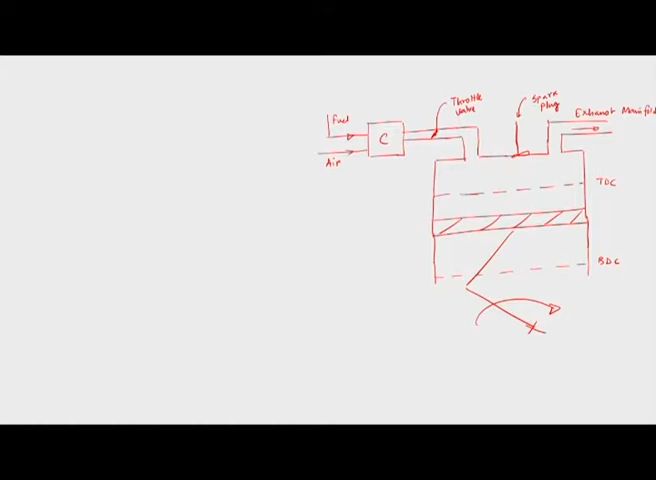 Throttle
valve
Spark
plug
Fuel
Exhaust Manifold
C
Air
TDC
BDC